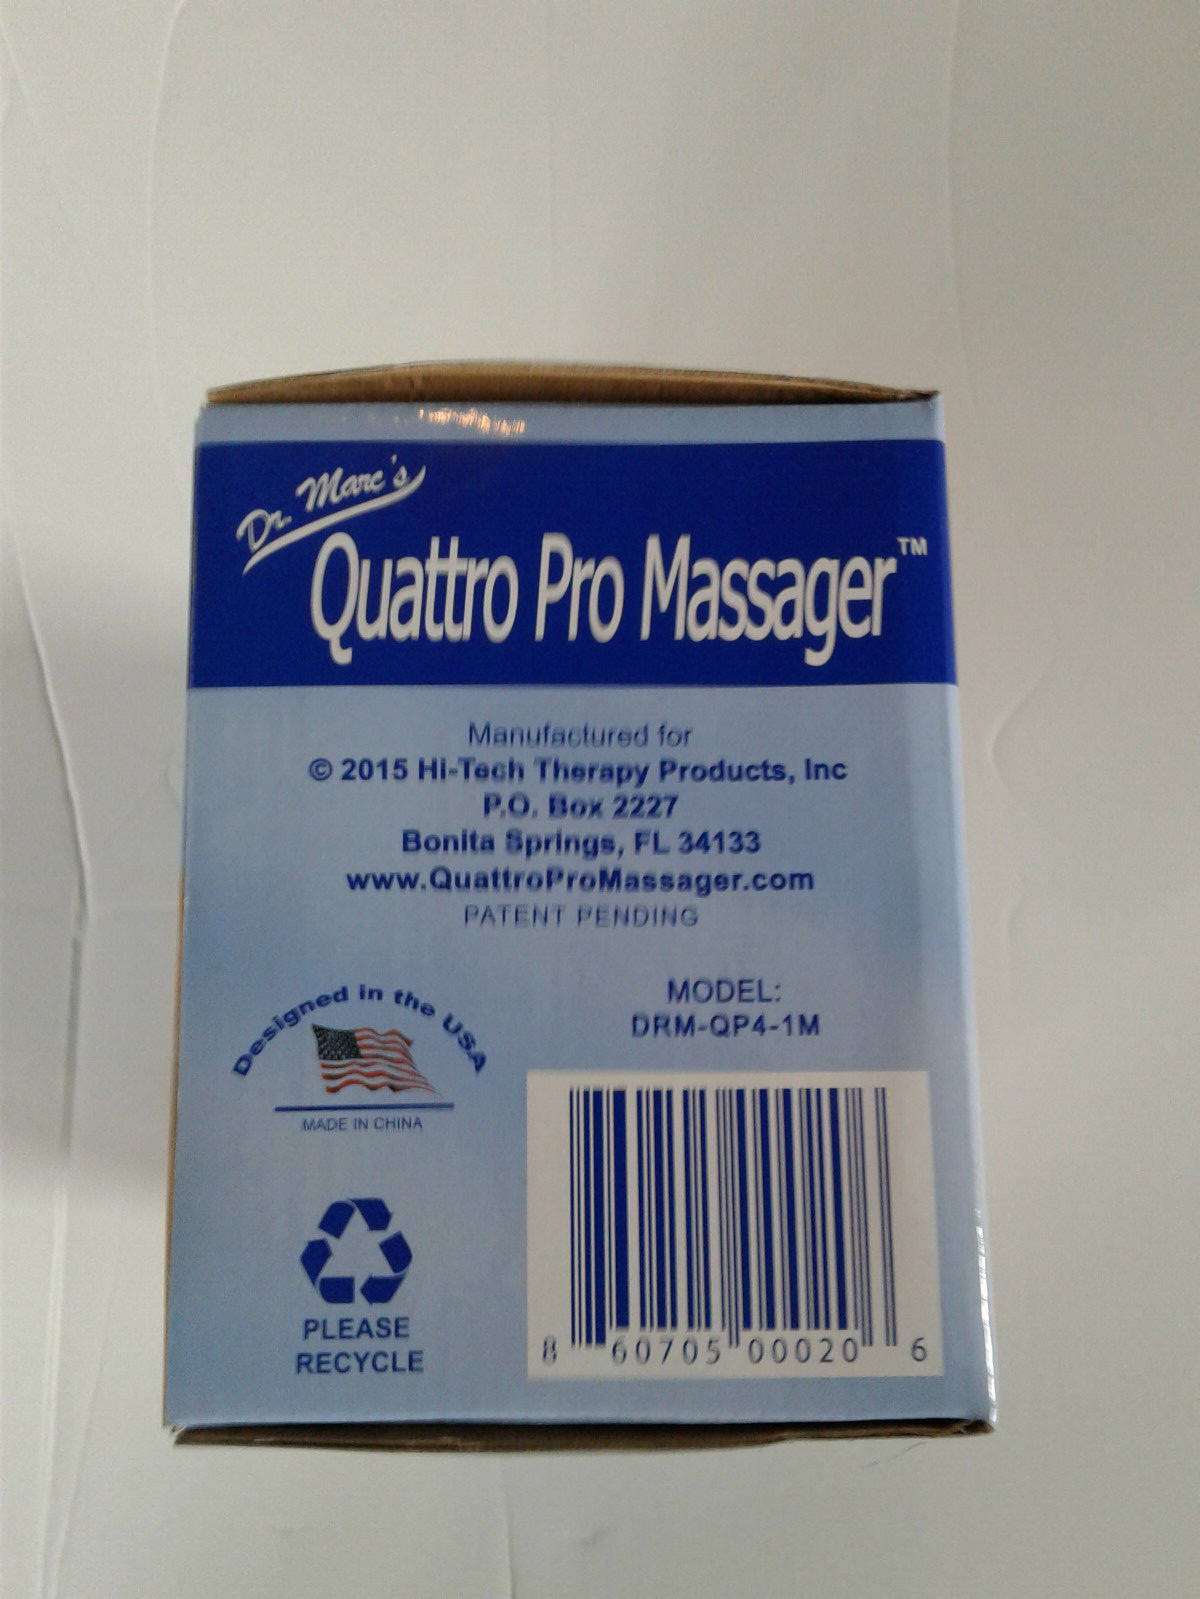 Dr. Marc's
Quattro Pro Massager™
Manufactured for
© 2015 Hi-Tech Therapy Products, Inc
P.O. Box 2227
Bonita Springs, FL 34133
www.QuattroProMassager.com
PATENT PENDING
Designed in the USA
MADE IN CHINA
MODEL:
DRM-QP4-1M
PLEASE
RECYCLE
8 60705 00020 6